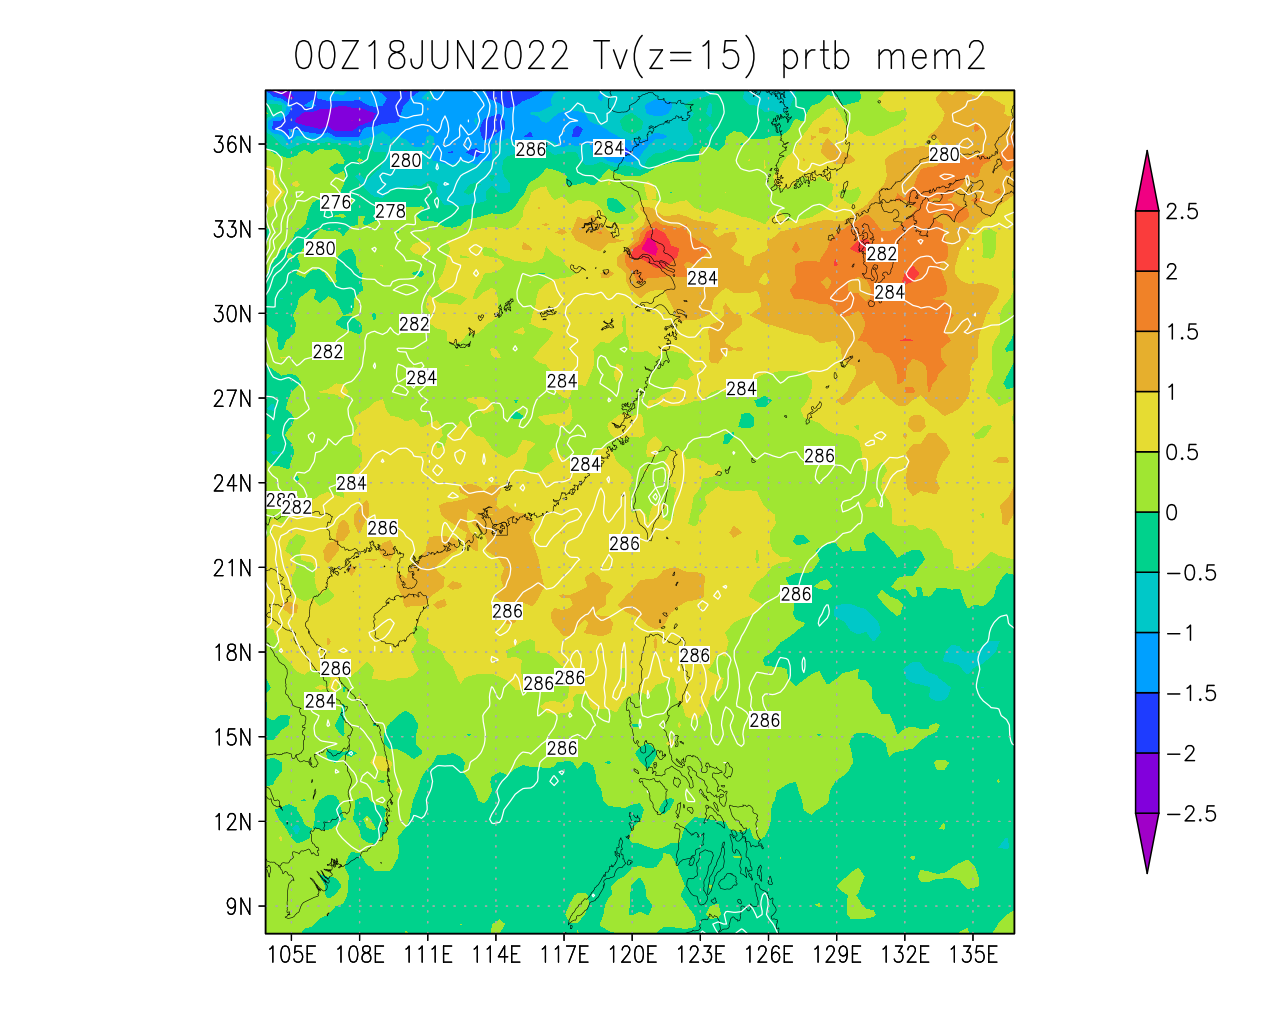 00Z18JUN2022 Tv(z=15) prtb mem2
36N
33N
30N
27N
24N
21N
18N
15N
12N
9N
105E 108E 111E 114E 117E 120E 123E 126E 129E 132E 135E
2.5
2
1.5
1
0.5
0
−0.5
−1
−1.5
−2
−2.5
286 284
280 280
276 278
280 282
284 284
282
282
284 284 284
286
284 284
282
286 286
286
286
286 286
286 286
284
286
286